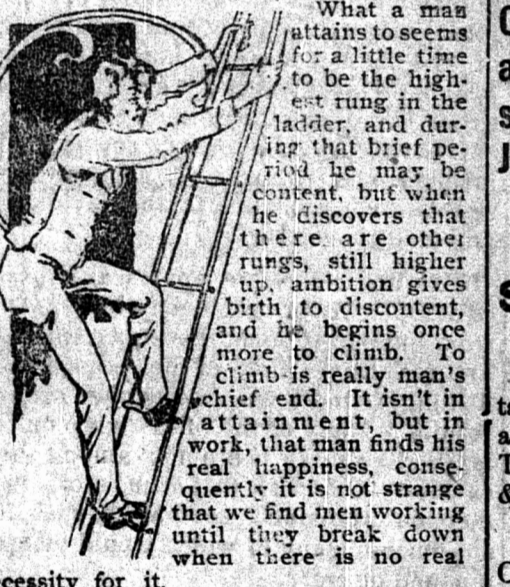 What a man
attains to seems
for a little time
to be the high-
est rung in the
ladder, and dur-
ing that brief pe-
riod he may be
content, but when
he discovers that
there are other
rungs, still higher
up, ambition gives
birth to discontent,
and he begins once
more to climb. To
climb is really man's
chief end. It isn't in
attainment, but in
work, that man finds his
real happiness, conse-
quently it is not strange
that we find men working
until they break down
when there is no real
cessity for it.